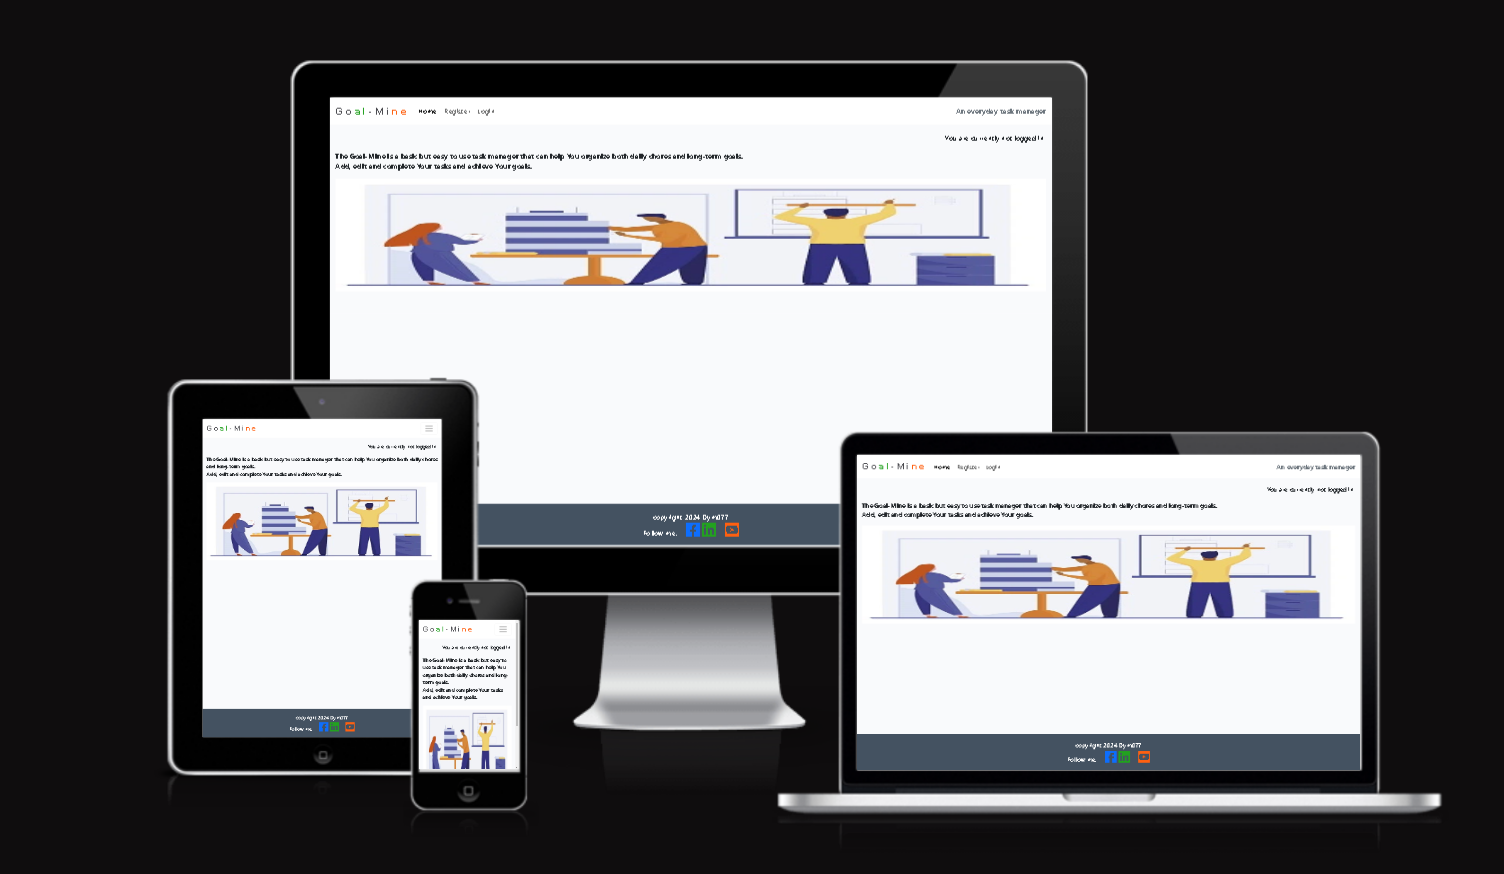 Goal-Mine Home Register Login An everyday task manager
You are currently not logged in
The Goal-Mine is a basic but easy to use task manager that can help You organize both daily chores and long-term goals.
Add, edit and complete Your tasks and achieve Your goals.
copyright 2024 Dymo77
Follow me:
Goal-Mine
You are currently not logged in
The Goal-Mine is a basic but easy to use task manager that can help You organize both daily chores
and long-term goals.
Add, edit and complete Your tasks and achieve Your goals.
copyright 2024
Follow me:
Goal-Mine
You are currently not logged in
The Goal-Mine is a basic but easy to
use task manager that can help You
organize both daily chores and long-
term goals.
Add, edit and complete Your tasks
and achieve Your goals.
Goal-Mine Home Register Login An everyday task manager
You are currently not logged in
The Goal-Mine is a basic but easy to use task manager that can help You organize both daily chores and long-term goals.
Add, edit and complete Your tasks and achieve Your goals.
copyright 2024
Follow me: